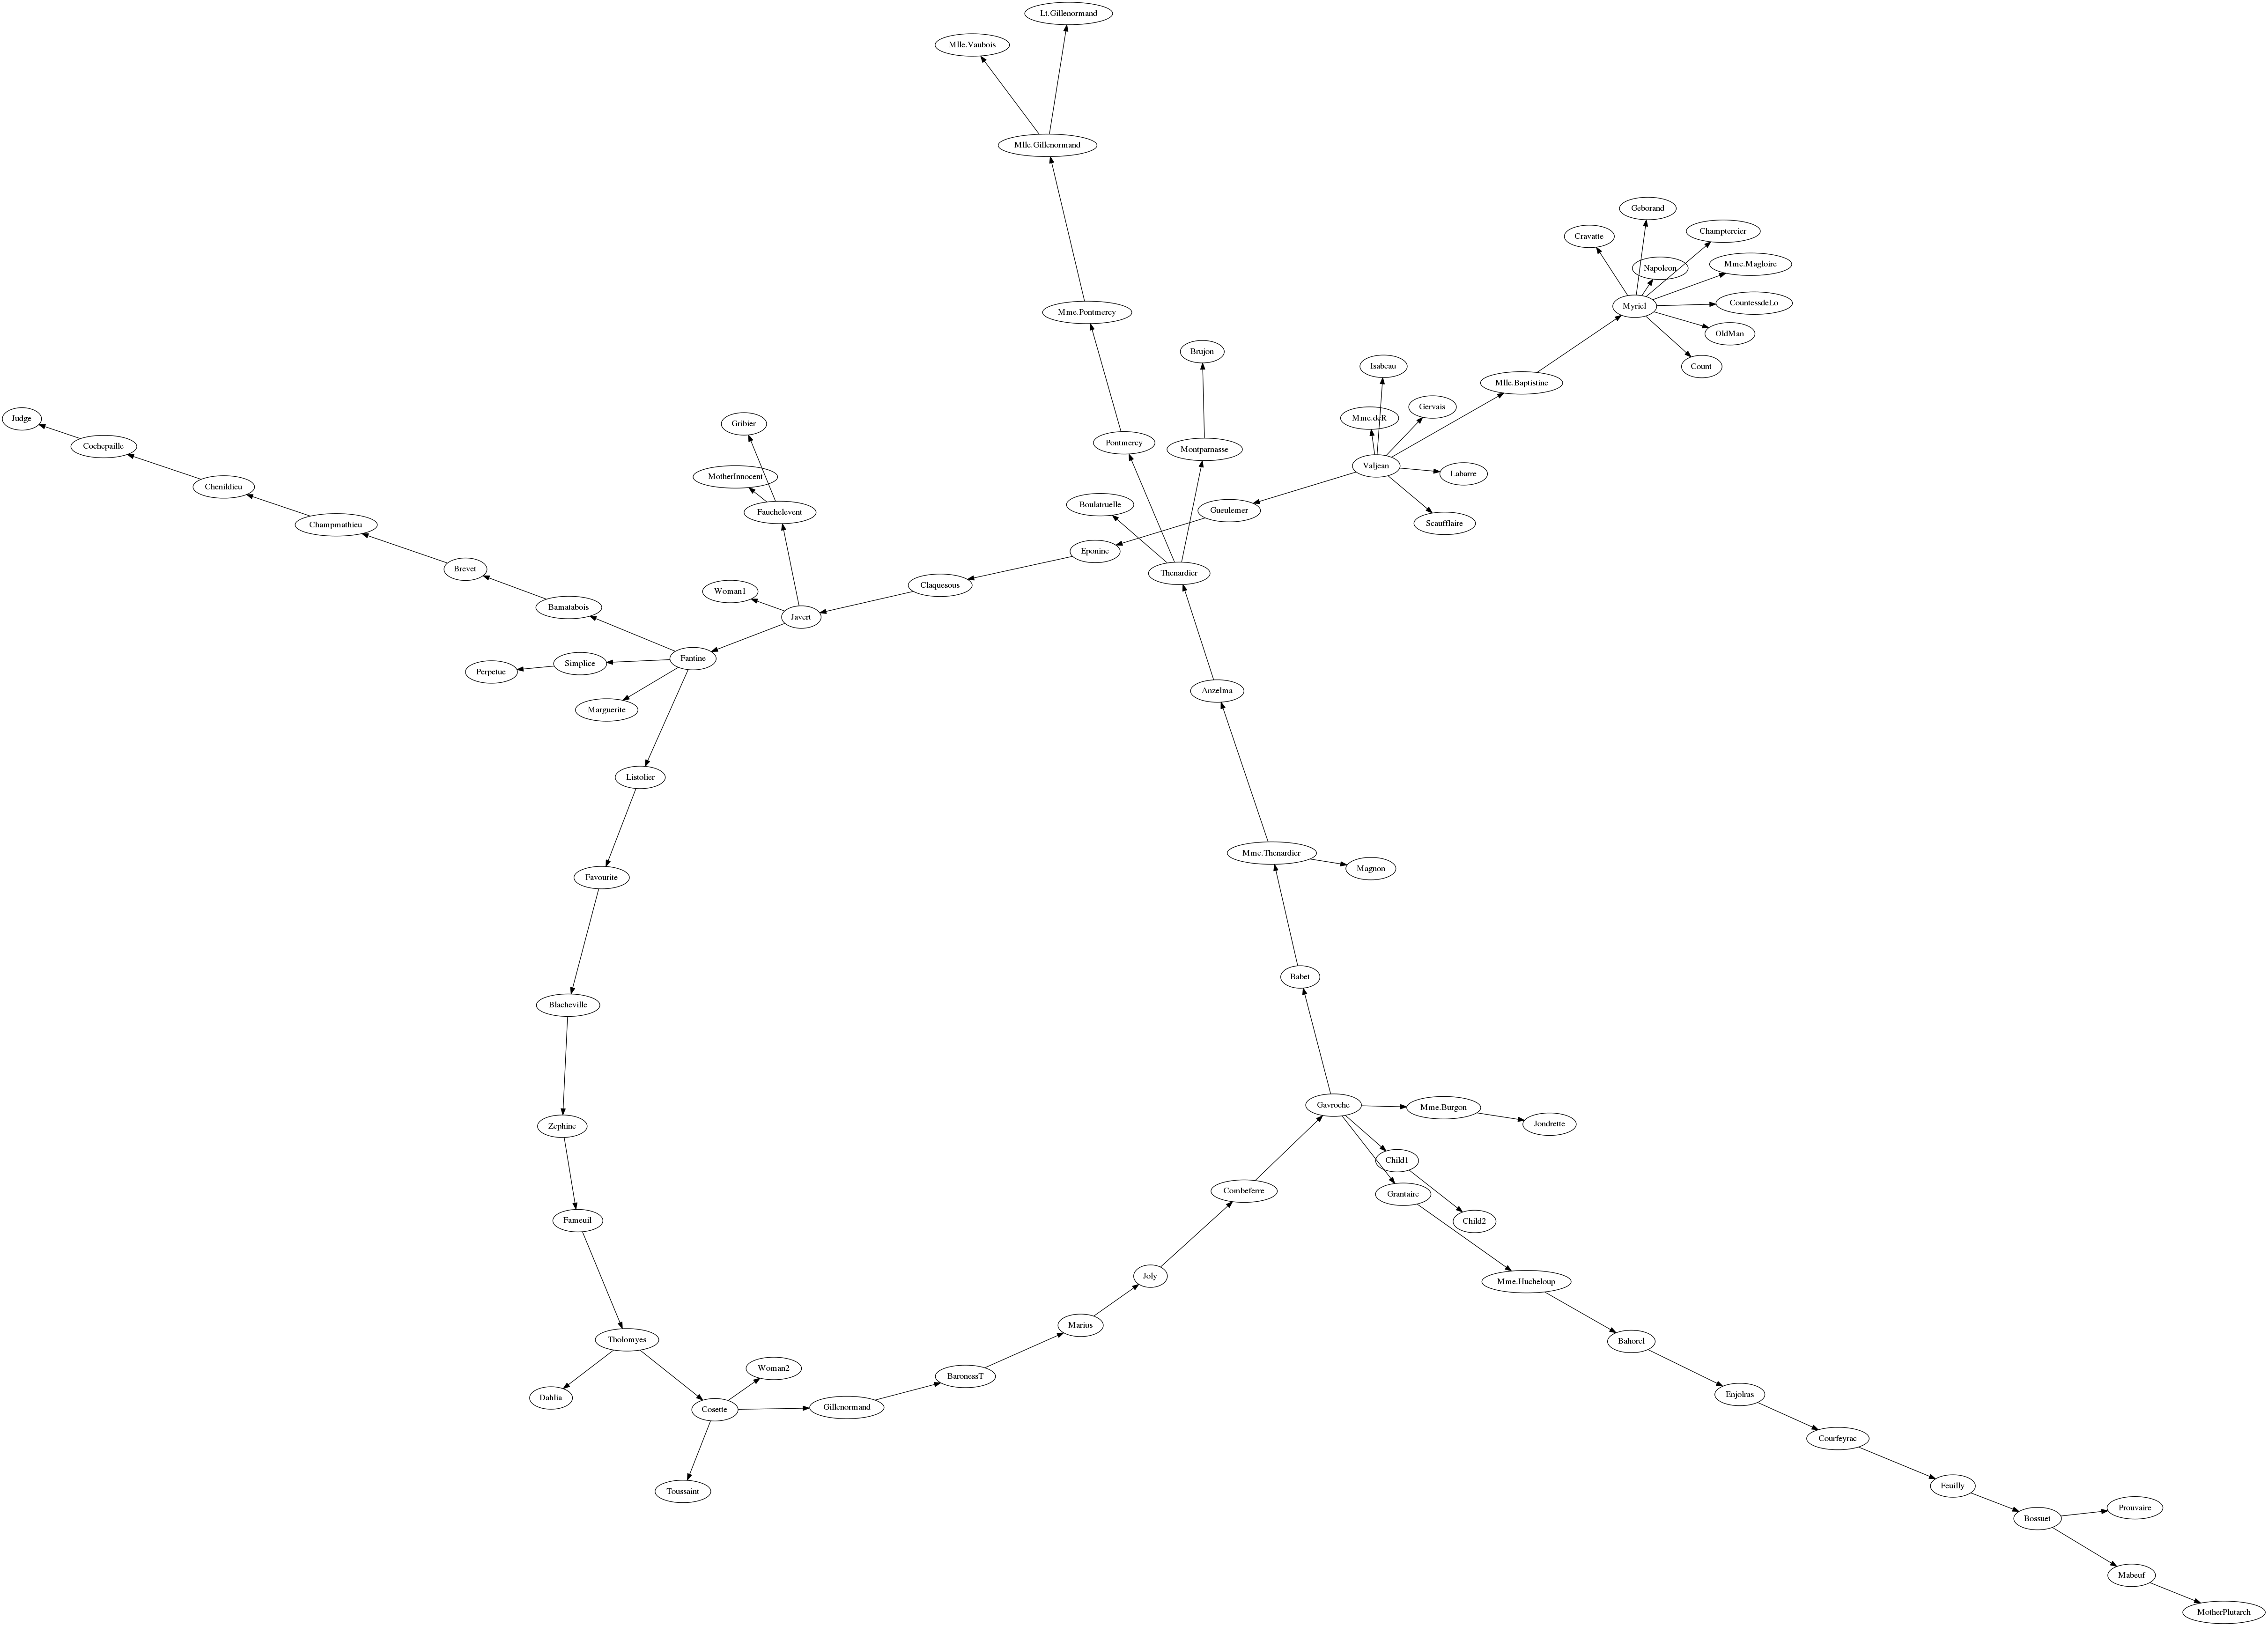 Lt.Gillenormand
Mlle.Vaubois
Mlle.Gillenormand
Geborand
Champtercier
Cravatte
Mme.Magloire
Napoleon
CountessdeLo
Myriel
Mme.Pontmercy
OldMan
Brujon
Isabeau
Count
Mlle.Baptistine
Gervais
Mme.deR
Judge
Gribier
Pontmercy
Cochepaille
Montparnasse
Valjean
Labarre
MotherInnocent
Chenildieu
Boulatruelle
Gueulemer
Fauchelevent
Scaufflaire
Champmathieu
Eponine
Brevet
Thenardier
Claquesous
Woman1
Bamatabois
Javert
Fantine
Simplice
Perpetue
Anzelma
Marguerite
Listolier
Mme.Thenardier
Magnon
Favourite
Babet
Blacheville
Gavroche
Mme.Burgon
Jondrette
Zephine
Child1
Combeferre
Grantaire
Fameuil
Child2
Joly
Mme.Hucheloup
Marius
Tholomyes
Bahorel
Woman2
BaronessT
Enjolras
Dahlia
Gillenormand
Cosette
Courfeyrac
Feuilly
Toussaint
Prouvaire
Bossuet
Mabeuf
MotherPlutarch